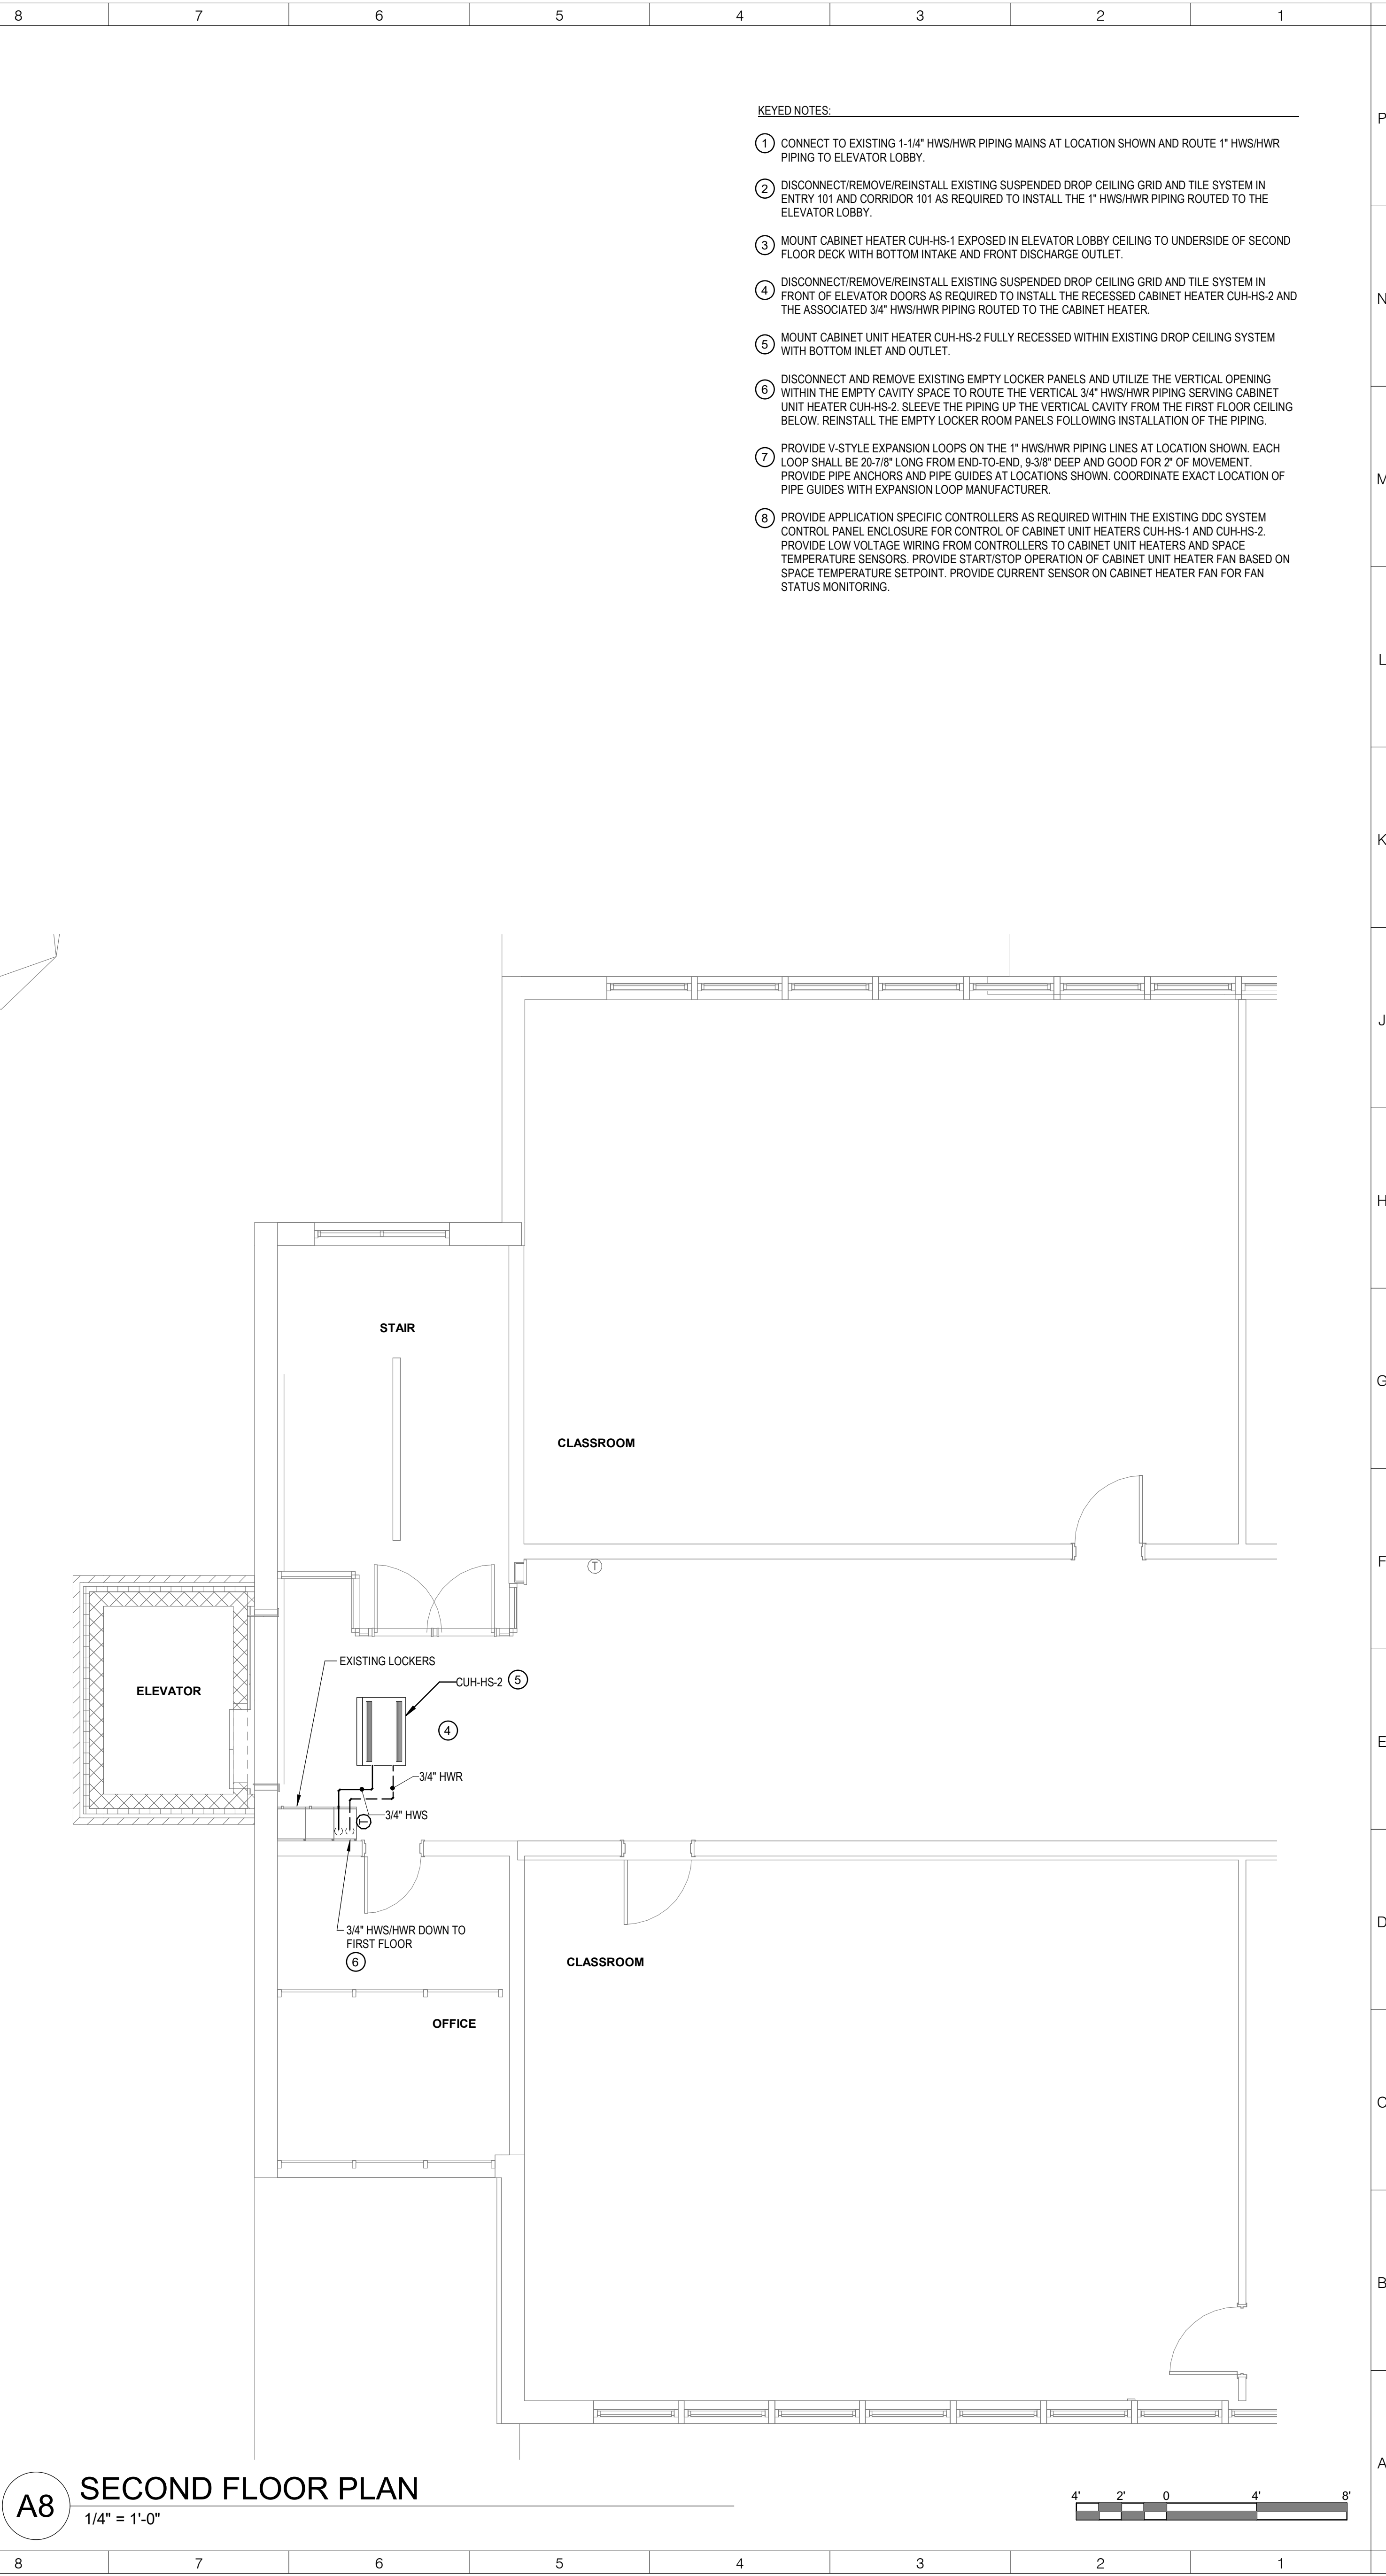 8 7 6 5 4 3 2 1
KEYED NOTES:
1 CONNECT TO EXISTING 1-1/4" HWS/HWR PIPING MAINS AT LOCATION SHOWN AND ROUTE 1" HWS/HWR
PIPING TO ELEVATOR LOBBY.
2 DISCONNECT/REMOVE/REINSTALL EXISTING SUSPENDED DROP CEILING GRID AND TILE SYSTEM IN
ENTRY 101 AND CORRIDOR 101 AS REQUIRED TO INSTALL THE 1" HWS/HWR PIPING ROUTED TO THE
ELEVATOR LOBBY.
3 MOUNT CABINET HEATER CUH-HS-1 EXPOSED IN ELEVATOR LOBBY CEILING TO UNDERSIDE OF SECOND
FLOOR DECK WITH BOTTOM INTAKE AND FRONT DISCHARGE OUTLET.
4 DISCONNECT/REMOVE/REINSTALL EXISTING SUSPENDED DROP CEILING GRID AND TILE SYSTEM IN
FRONT OF ELEVATOR DOORS AS REQUIRED TO INSTALL THE RECESSED CABINET HEATER CUH-HS-2 AND
THE ASSOCIATED 3/4" HWS/HWR PIPING ROUTED TO THE CABINET HEATER.
5 MOUNT CABINET UNIT HEATER CUH-HS-2 FULLY RECESSED WITHIN EXISTING DROP CEILING SYSTEM
WITH BOTTOM INLET AND OUTLET.
6 DISCONNECT AND REMOVE EXISTING EMPTY LOCKER PANELS AND UTILIZE THE VERTICAL OPENING
WITHIN THE EMPTY CAVITY SPACE TO ROUTE THE VERTICAL 3/4" HWS/HWR PIPING SERVING CABINET
UNIT HEATER CUH-HS-2. SLEEVE THE PIPING UP THE VERTICAL CAVITY FROM THE FIRST FLOOR CEILING
BELOW. REINSTALL THE EMPTY LOCKER ROOM PANELS FOLLOWING INSTALLATION OF THE PIPING.
7 PROVIDE V-STYLE EXPANSION LOOPS ON THE 1" HWS/HWR PIPING LINES AT LOCATION SHOWN. EACH
LOOP SHALL BE 20-7/8" LONG FROM END-TO-END, 9-3/8" DEEP AND GOOD FOR 2" OF MOVEMENT.
PROVIDE PIPE ANCHORS AND PIPE GUIDES AT LOCATIONS SHOWN. COORDINATE EXACT LOCATION OF
PIPE GUIDES WITH EXPANSION LOOP MANUFACTURER.
8 PROVIDE APPLICATION SPECIFIC CONTROLLERS AS REQUIRED WITHIN THE EXISTING DDC SYSTEM
CONTROL PANEL ENCLOSURE FOR CONTROL OF CABINET UNIT HEATERS CUH-HS-1 AND CUH-HS-2.
PROVIDE LOW VOLTAGE WIRING FROM CONTROLLERS TO CABINET UNIT HEATERS AND SPACE
TEMPERATURE SENSORS. PROVIDE START/STOP OPERATION OF CABINET UNIT HEATER FAN BASED ON
SPACE TEMPERATURE SETPOINT. PROVIDE CURRENT SENSOR ON CABINET HEATER FAN FOR FAN
STATUS MONITORING.
P
N
M
L
K
J
H
G
F
E
D
C
B
A
STAIR
CLASSROOM
T
EXISTING LOCKERS
CUH-HS-2 5
ELEVATOR
4
3/4" HWR
3/4" HWS
T
3/4" HWS/HWR DOWN TO
FIRST FLOOR
6
CLASSROOM
OFFICE
A8
SECOND FLOOR PLAN
1/4" = 1'-0"
4' 2' 0 4' 8'
8 7 6 5 4 3 2 1